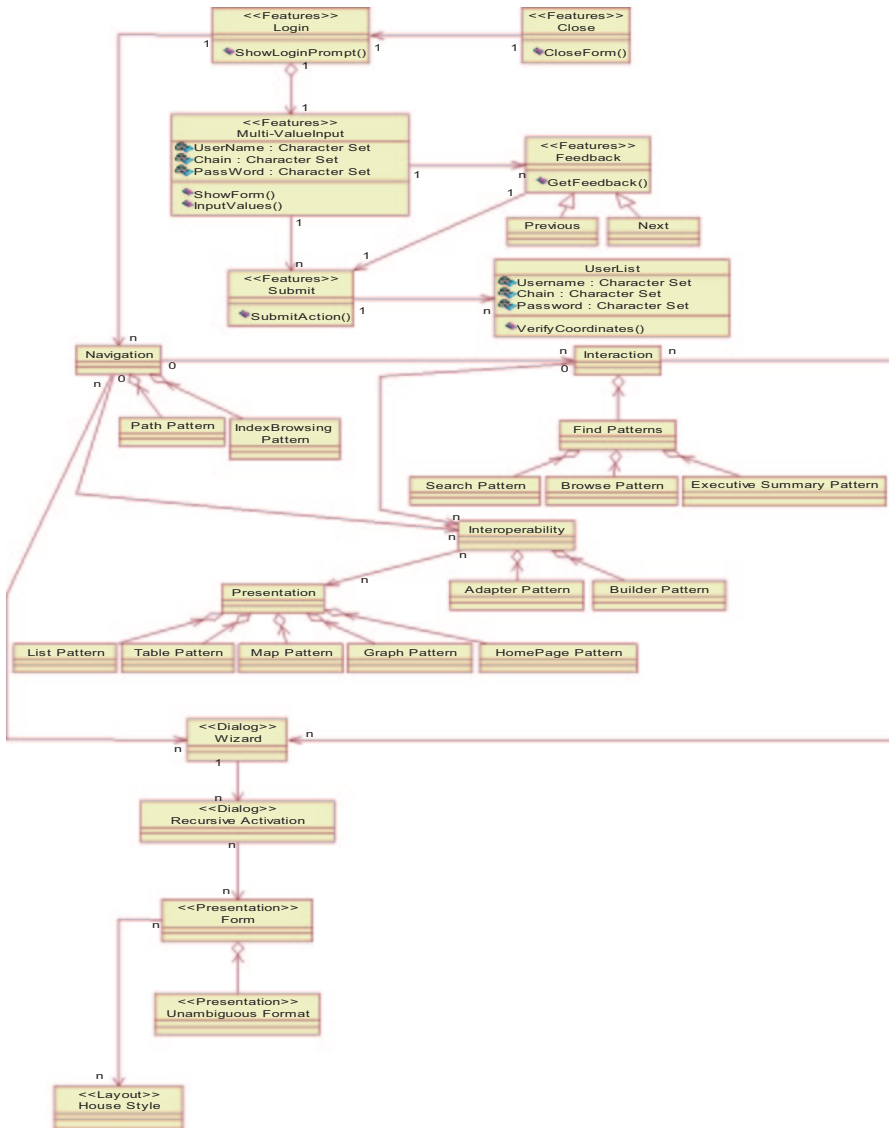 <<Features>>
Login
ShowLoginPrompt()
<<Features>>
Close
CloseForm()
1
1
1
1
1
<<Features>>
Multi-ValueInput
UserName : Character Set
Chain : Character Set
PassWord : Character Set
ShowForm()
InputValues()
<<Features>>
Feedback
GetFeedback()
1
n
1
Previous
Next
1
1
n
<<Features>>
Submit
SubmitAction()
UserList
Username : Character Set
Chain : Character Set
Password : Character Set
VerifyCoordinates()
1
n
n
Navigation
0
n
Interaction
n
n
0
0
Path Pattern
IndexBrowsing
Pattern
Find Patterns
Search Pattern
Browse Pattern
Executive Summary Pattern
n
Interoperability
n
n
n
Presentation
Adapter Pattern
Builder Pattern
List Pattern
Table Pattern
Map Pattern
Graph Pattern
HomePage Pattern
<<Dialog>>
Wizard
n
n
1
n
<<Dialog>>
Recursive Activation
n
n
<<Presentation>>
Form
n
<<Presentation>>
Unambiguous Format
n
<<Layout>>
House Style